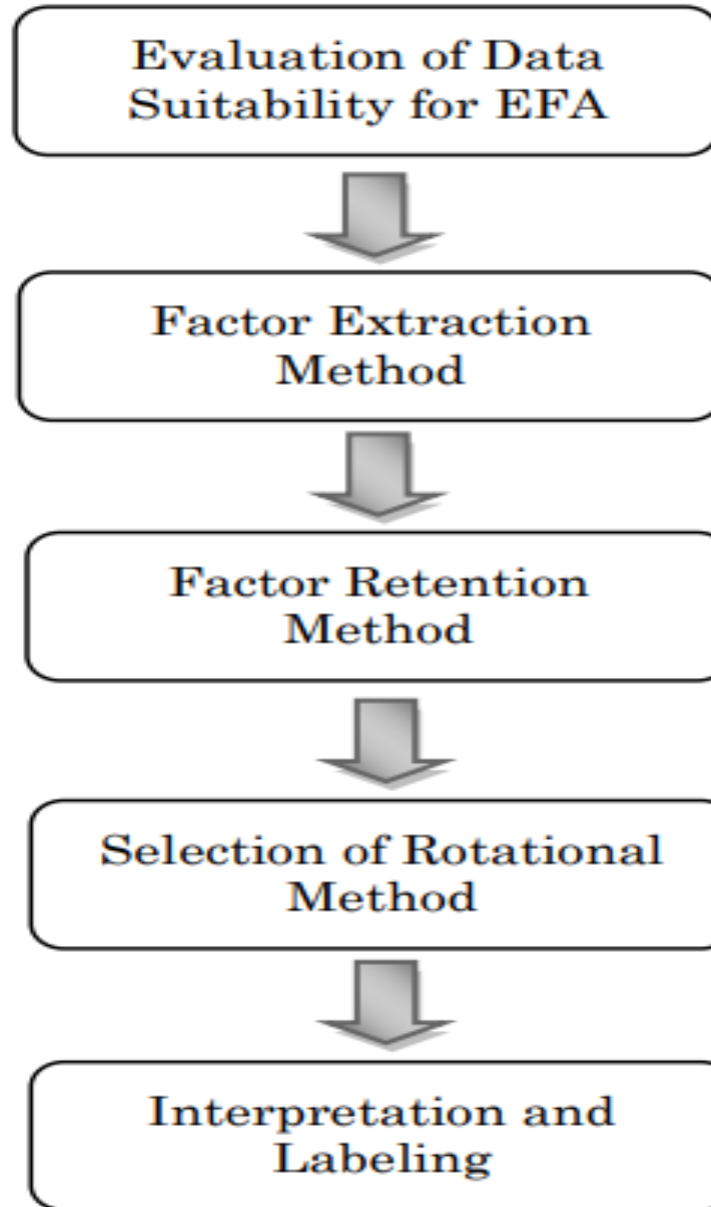 Evaluation of Data
Suitability for EFA
Factor Extraction
Method
Factor Retention
Method
Selection of Rotational
Method
Interpretation and
Labeling